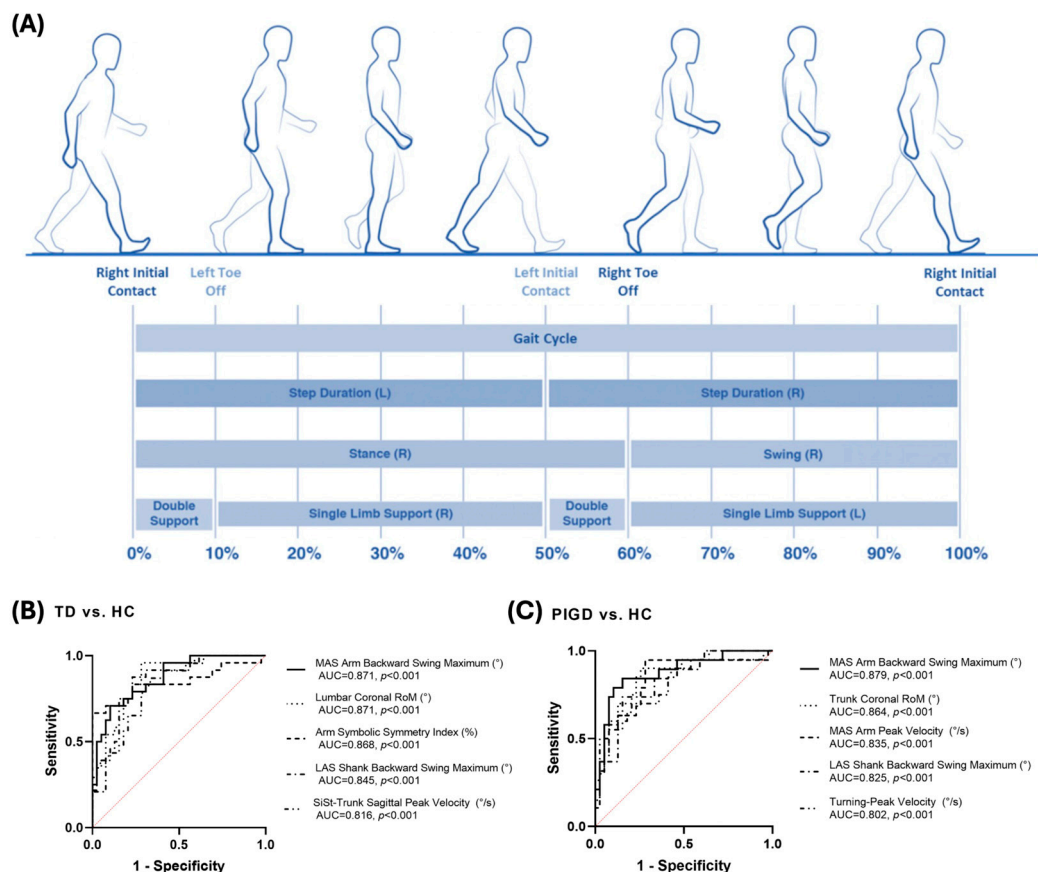 (A)
Right Initial
Contact
Left Toe
Off
Left Initial
Contact
Right Toe
Off
Right Initial
Contact
Gait Cycle
Step Duration (L)
Step Duration (R)
Stance (R)
Swing (R)
Double
Support
Single Limb Support (R)
Double
Support
Single Limb Support (L)
0%
10%
20%
30%
40%
50%
60%
70%
80%
90%
100%
(B) TD vs. HC
1.0
0.5
0.0
Sensitivity
0.0
0.5
1.0
1 - Specificity
MAS Arm Backward Swing Maximum (°)
AUC=0.871, p<0.001
Lumbar Coronal RoM (°)
AUC=0.871, p<0.001
Arm Symbolic Symmetry Index (%)
AUC=0.868, p<0.001
LAS Shank Backward Swing Maximum (°)
AUC=0.845, p<0.001
SiSt-Trunk Sagittal Peak Velocity (°/s)
AUC=0.816, p<0.001
(C) PIGD vs. HC
1.0
0.5
0.0
Sensitivity
0.0
0.5
1.0
1 - Specificity
MAS Arm Backward Swing Maximum (°)
AUC=0.879, p<0.001
Trunk Coronal RoM (°)
AUC=0.864, p<0.001
MAS Arm Peak Velocity (°/s)
AUC=0.835, p<0.001
LAS Shank Backward Swing Maximum (°)
AUC=0.825, p<0.001
Turning-Peak Velocity (°/s)
AUC=0.802, p<0.001